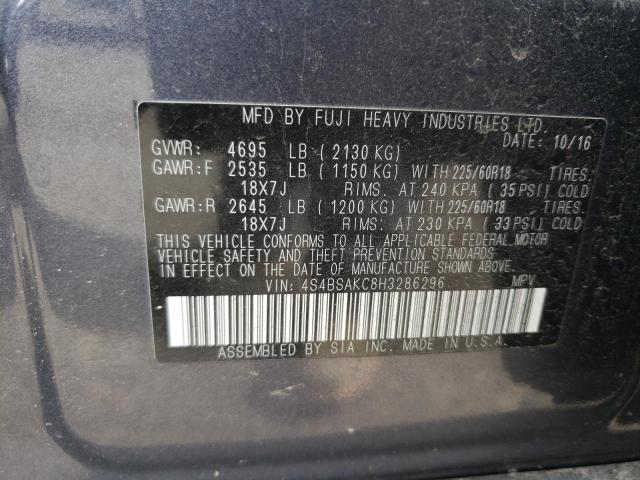 MFD BY FUJI HEAVY INDUSTRIES LTD.
DATE: 10/16
GVWR: 4695 LB ( 2130 KG)
GAWR:F 2535 LB ( 1150 KG) WITH 225/60R18 TIRES.
18X7J RIMS. AT 240 KPA ( 35 PSI) COLD
GAWR:R 2645 LB ( 1200 KG) WITH 225/60R18 TIRES.
18X7J RIMS: AT 230 KPA ( 33 PSI) COLD
THIS VEHICLE CONFORMS TO ALL APPLICABLE FEDERAL MOTOR
VEHICLE SAFETY AND THEFT PREVENTION STANDARDS
IN EFFECT ON THE DATE OF MANUFACTURE SHOWN ABOVE.
VIN: 4S4BSAKC8H3286296 MPV
ASSEMBLED BY SIA INC. MADE IN U.S.A.